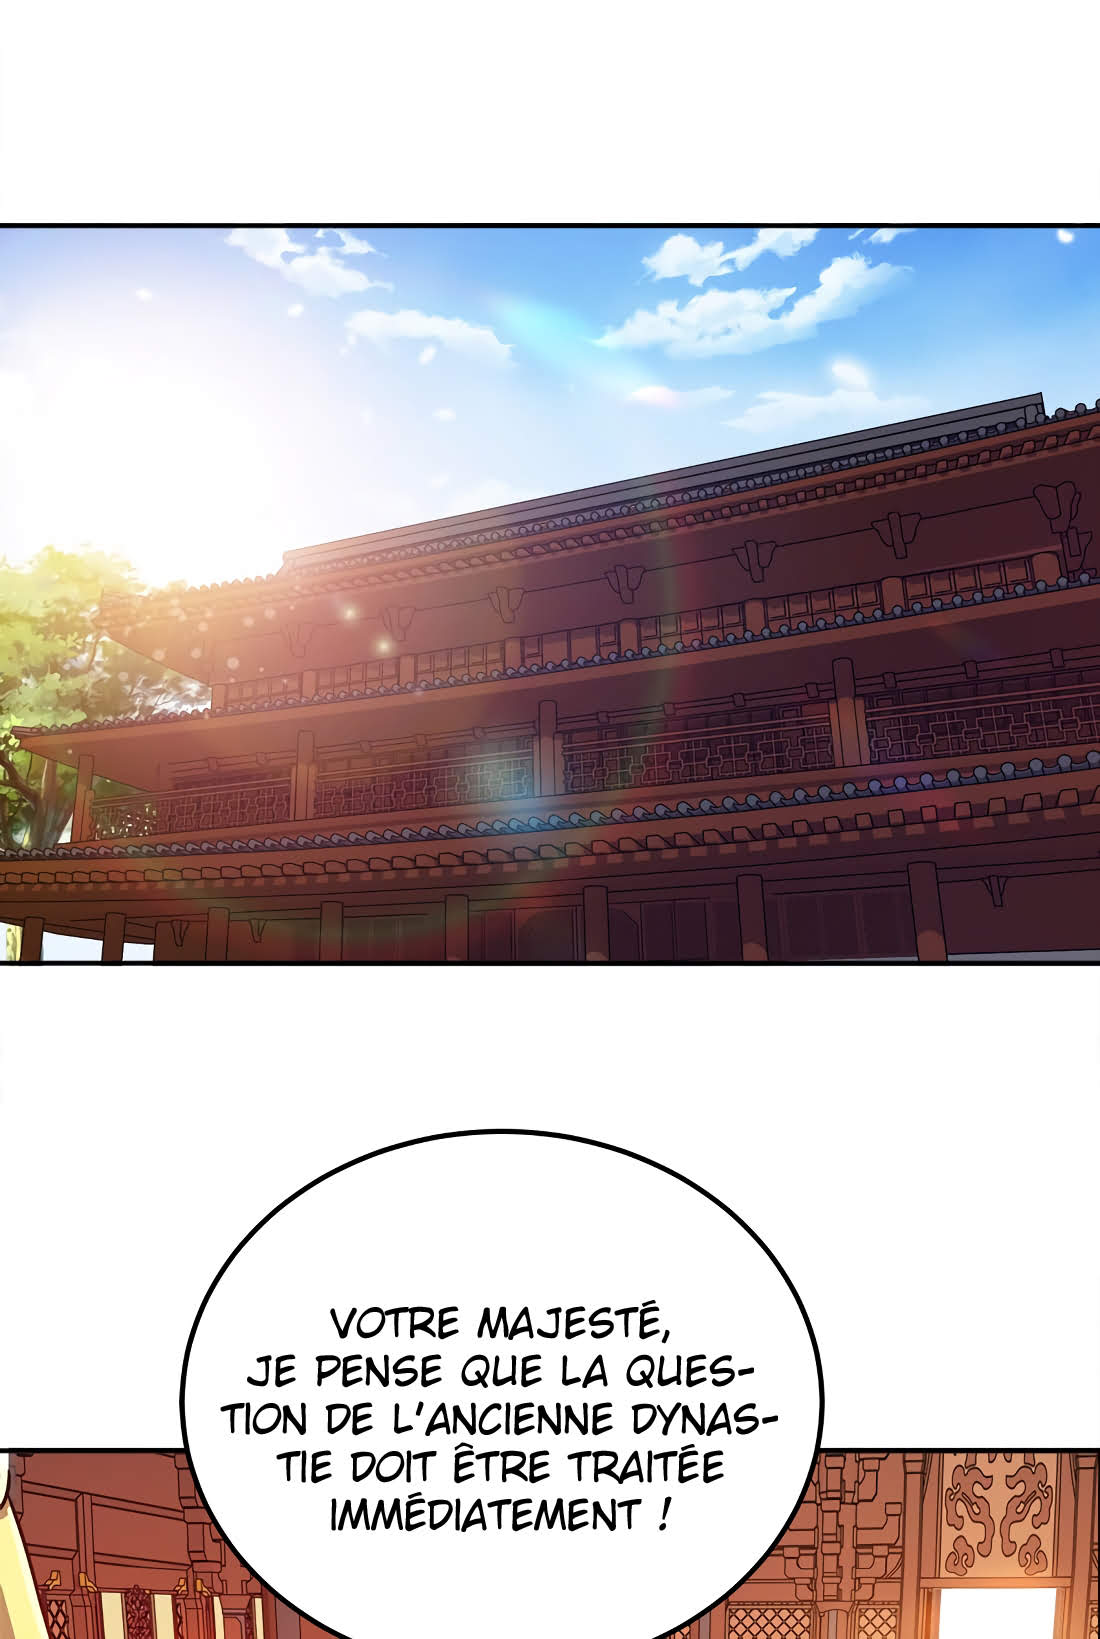 VOTRE MAJESTÉ,
JE PENSE QUE LA QUES-
TION DE L'ANCIENNE DYNAS-
TIE DOIT ÊTRE TRAITÉE
IMMÉDIATEMENT !